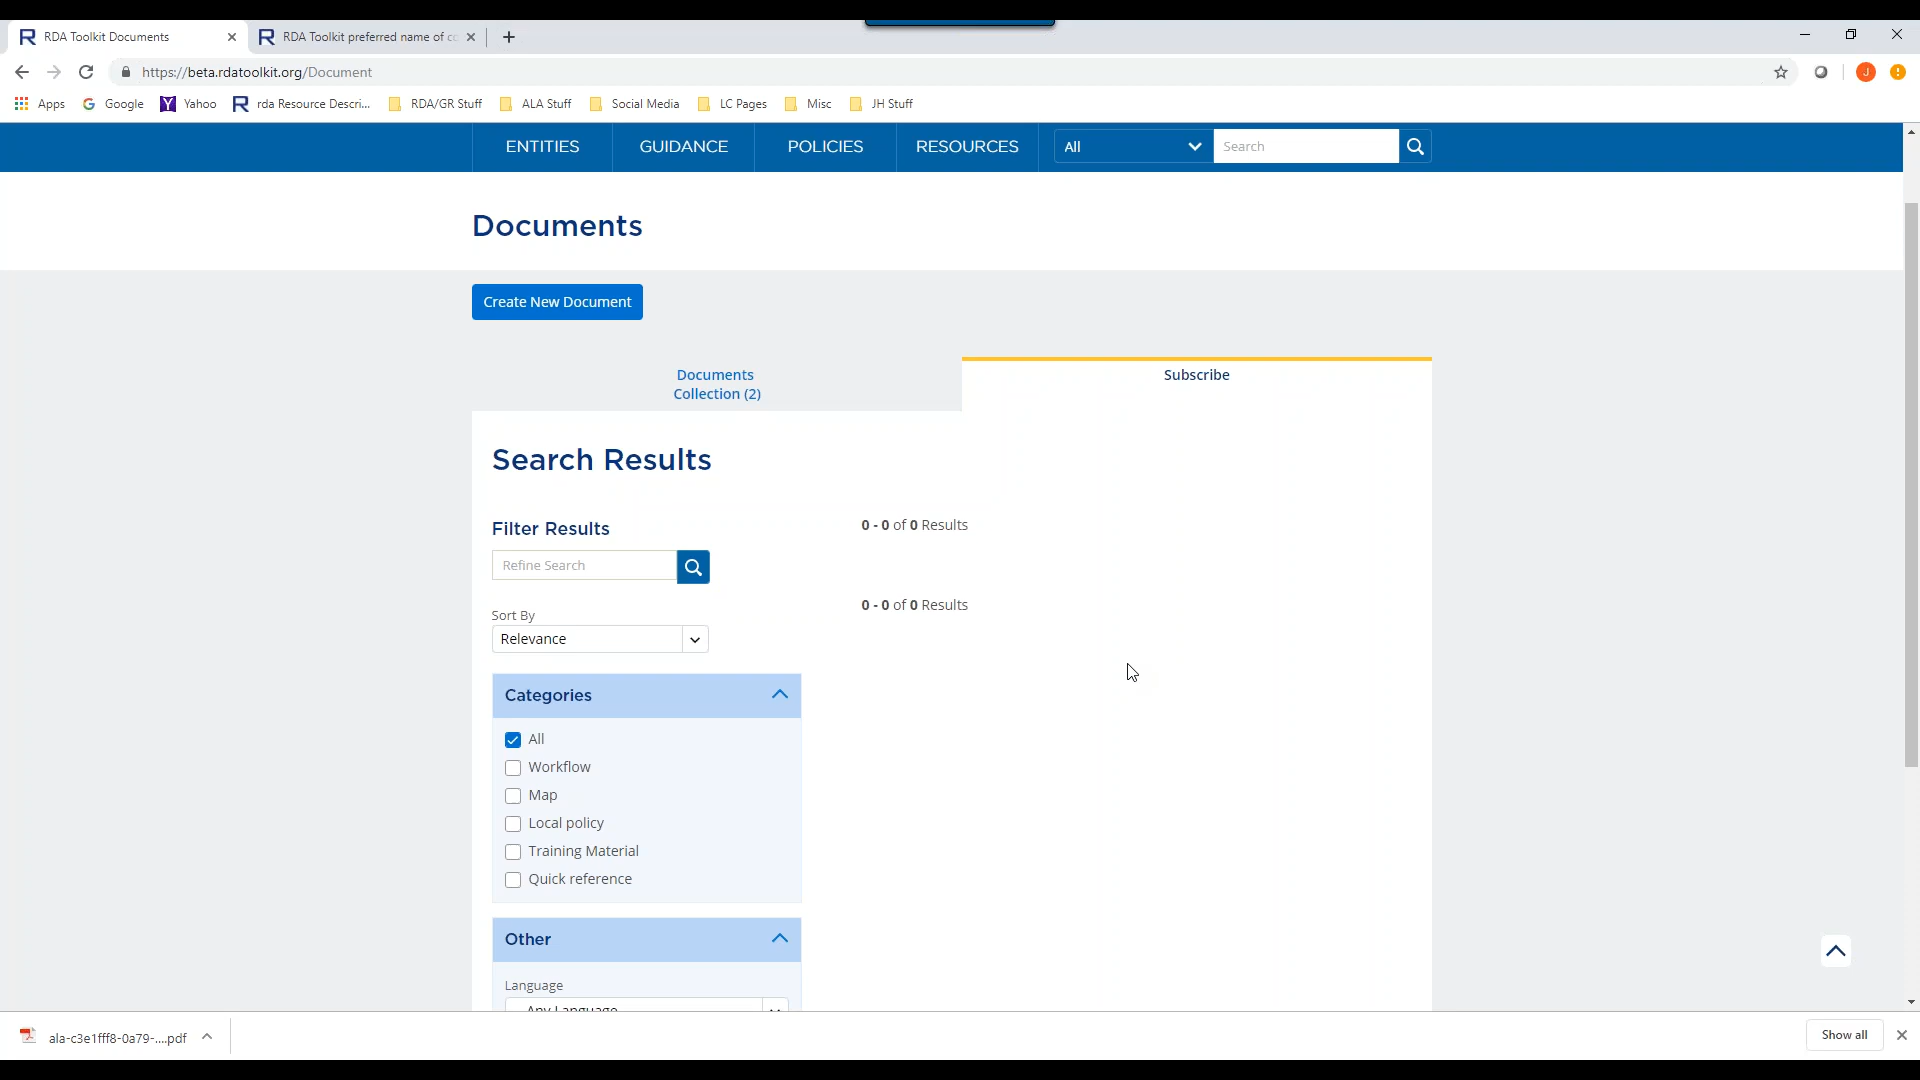 RDA Toolkit Documents
RDA Toolkit preferred name of co
https://beta.rdatoolkit.org/Document
J
Apps
Google
Yahoo
rda Resource Descri...
RDA/GR Stuff
ALA Stuff
Social Media
LC Pages
Misc
JH Stuff
ENTITIES
GUIDANCE
POLICIES
RESOURCES
All
Search
Documents
Create New Document
Documents
Collection (2)
Subscribe
Search Results
Filter Results
0 - 0 of 0 Results
Refine Search
0 - 0 of 0 Results
Sort By
Relevance
Categories
All
Workflow
Map
Local policy
Training Material
Quick reference
Other
Language
Any Language
ala-c3e1fff8-0a79-....pdf
Show all